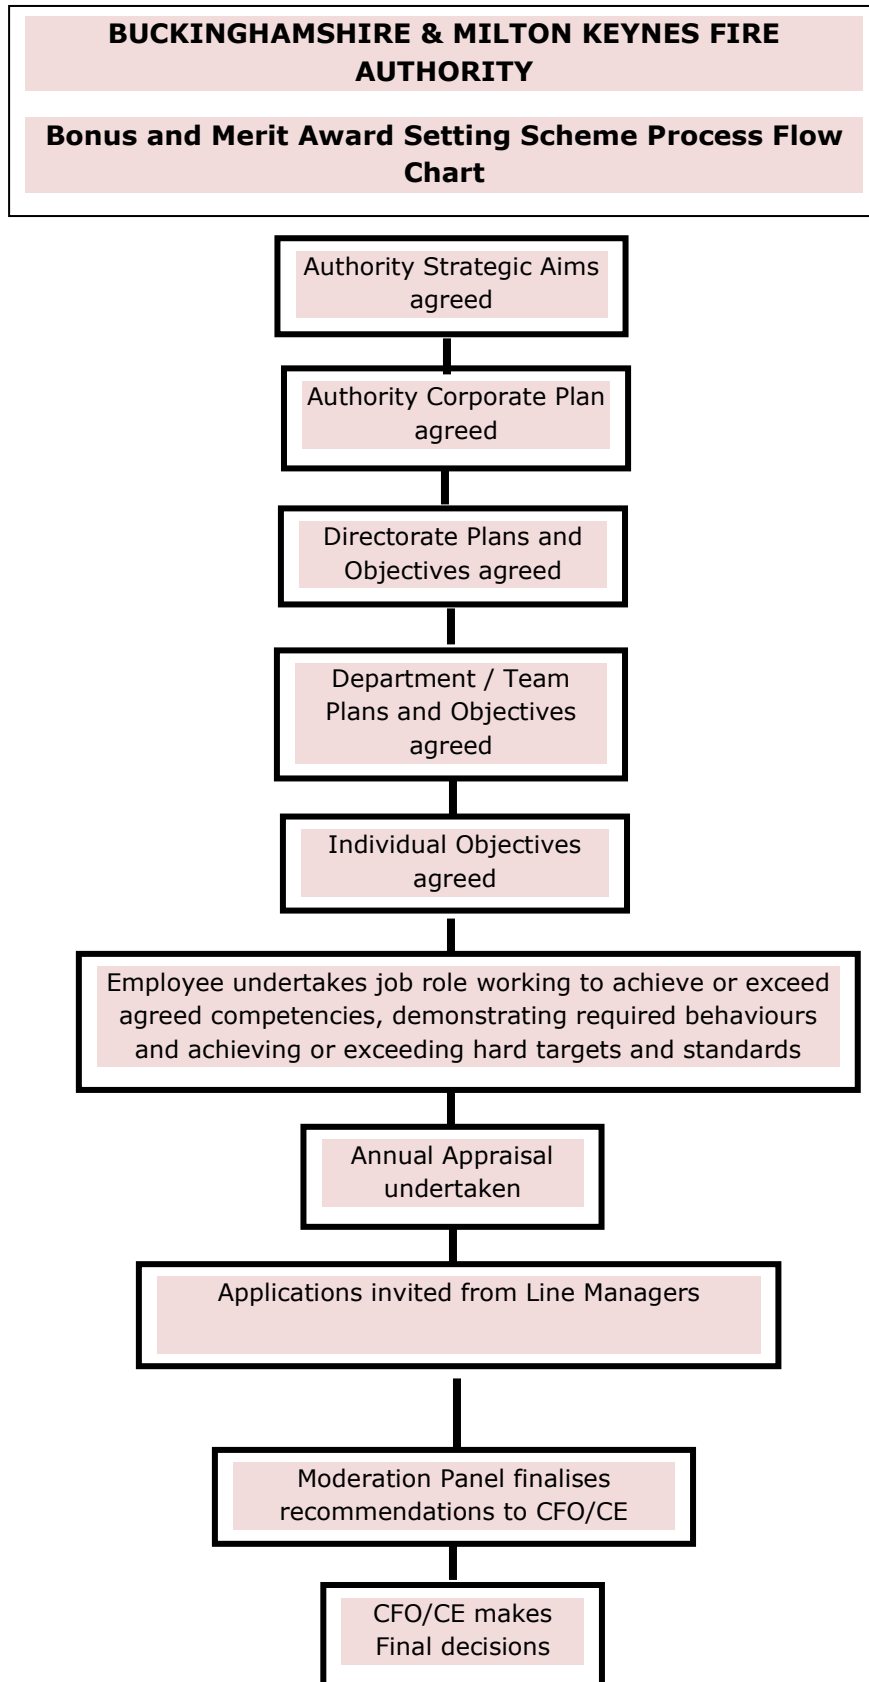 BUCKINGHAMSHIRE & MILTON KEYNES FIRE
AUTHORITY
Bonus and Merit Award Setting Scheme Process Flow
Chart
Authority Strategic Aims
agreed
Authority Corporate Plan
agreed
Directorate Plans and
Objectives agreed
Department / Team
Plans and Objectives
agreed
Individual Objectives
agreed
Employee undertakes job role working to achieve or exceed
agreed competencies, demonstrating required behaviours
and achieving or exceeding hard targets and standards
Annual Appraisal
undertaken
Applications invited from Line Managers
Moderation Panel finalises
recommendations to CFO/CE
CFO/CE makes
Final decisions